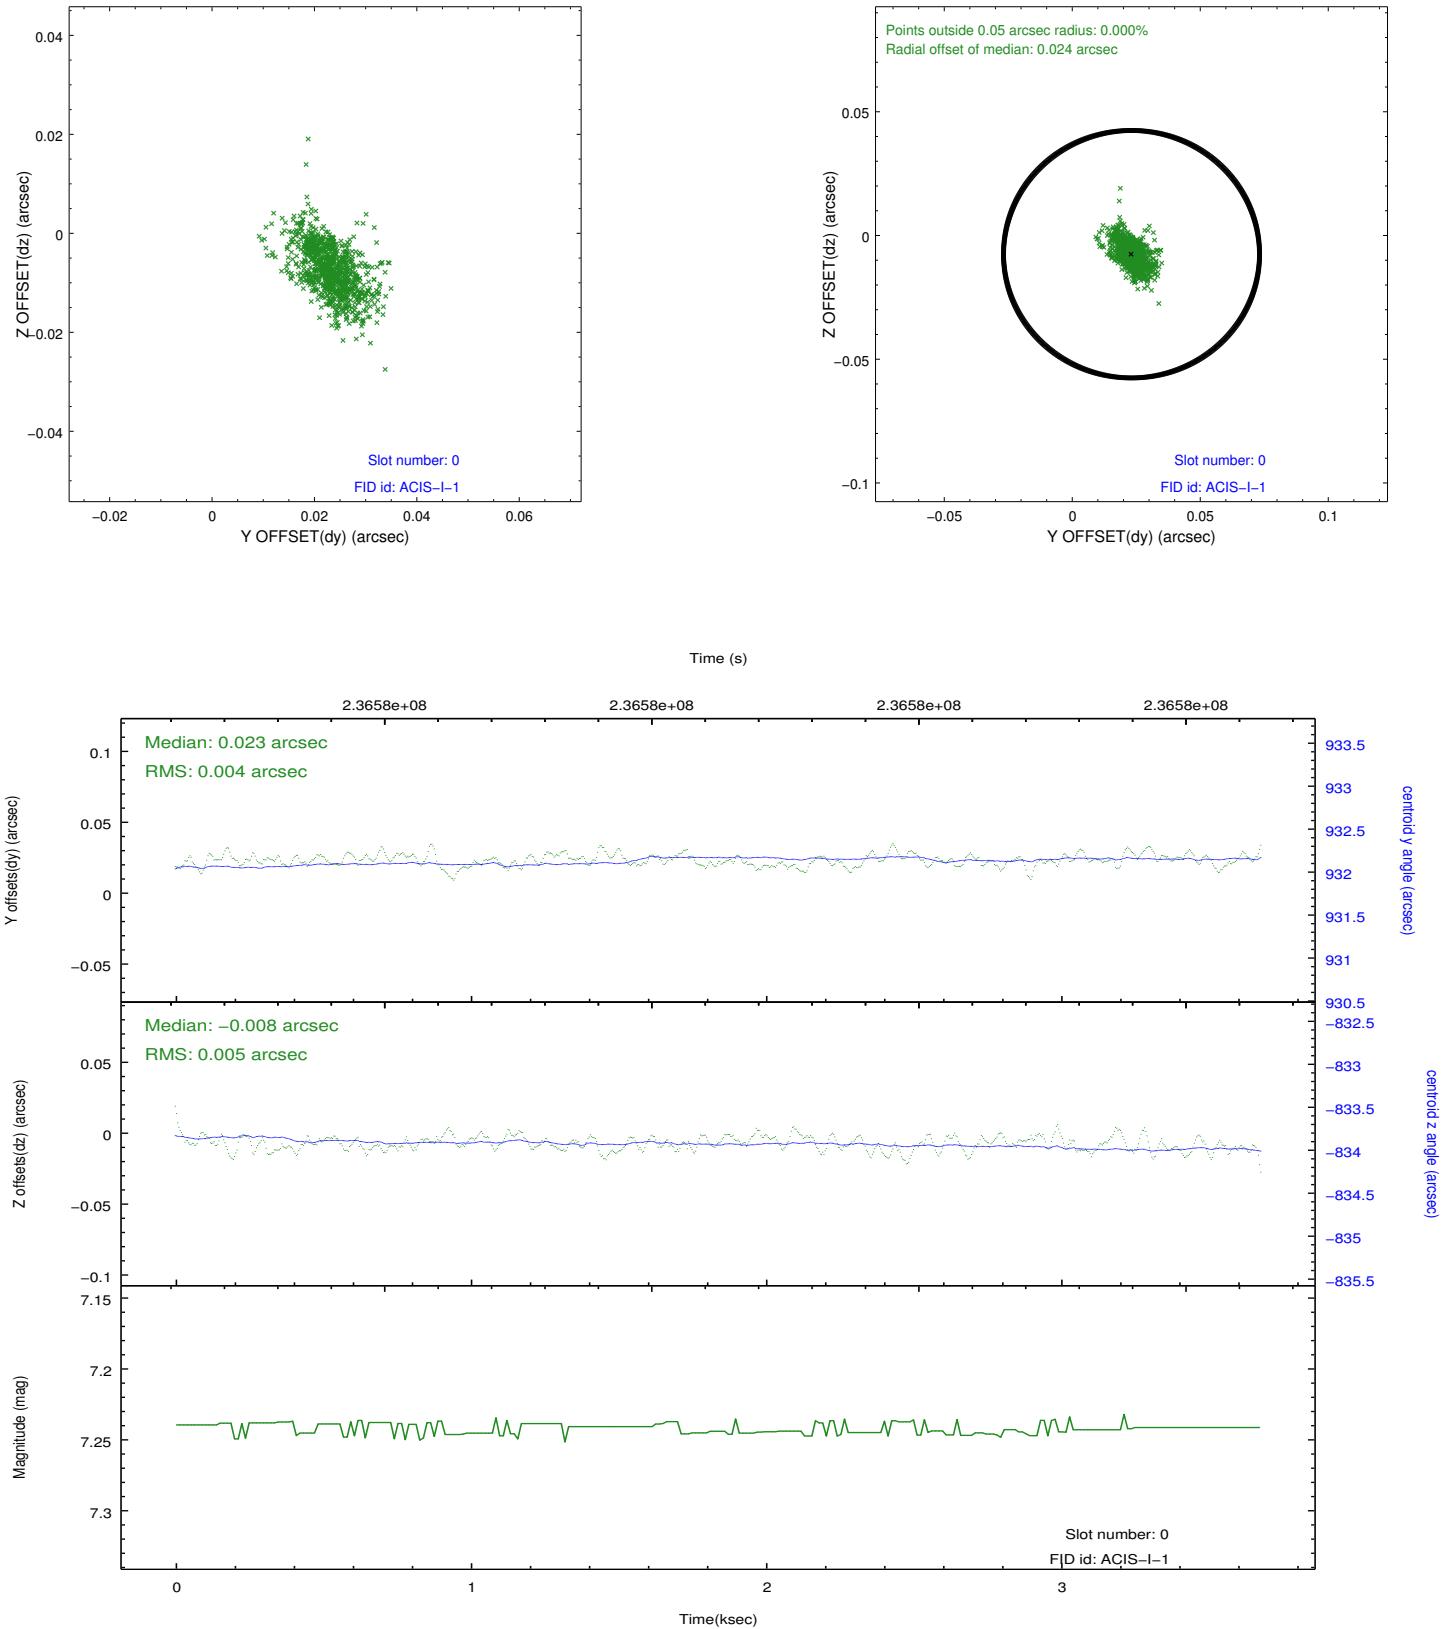 0.04
0.02
0
−0.02
−0.04
Z OFFSET(dz) (arcsec)
Slot number: 0
FID id: ACIS−I−1
−0.02
0
0.02
0.04
0.06
Y OFFSET(dy) (arcsec)
Points outside 0.05 arcsec radius: 0.000%
Radial offset of median: 0.024 arcsec
0.05
0
−0.05
−0.1
Z OFFSET(dz) (arcsec)
Slot number: 0
FID id: ACIS−I−1
−0.05
0
0.05
0.1
Y OFFSET(dy) (arcsec)
Time (s)
2.3658e+08
2.3658e+08
2.3658e+08
2.3658e+08
Median: 0.023 arcsec
RMS: 0.004 arcsec
0.1
0.05
0
−0.05
Y offsets(dy) (arcsec)
933.5
933
932.5
932
931.5
931
930.5
centroid y angle (arcsec)
Median: −0.008 arcsec
RMS: 0.005 arcsec
0.05
0
−0.05
−0.1
Z offsets(dz) (arcsec)
−832.5
−833
−833.5
−834
−834.5
−835
−835.5
centroid z angle (arcsec)
7.15
7.2
7.25
7.3
Magnitude (mag)
Slot number: 0
FID id: ACIS−I−1
0
1
2
3
Time(ksec)